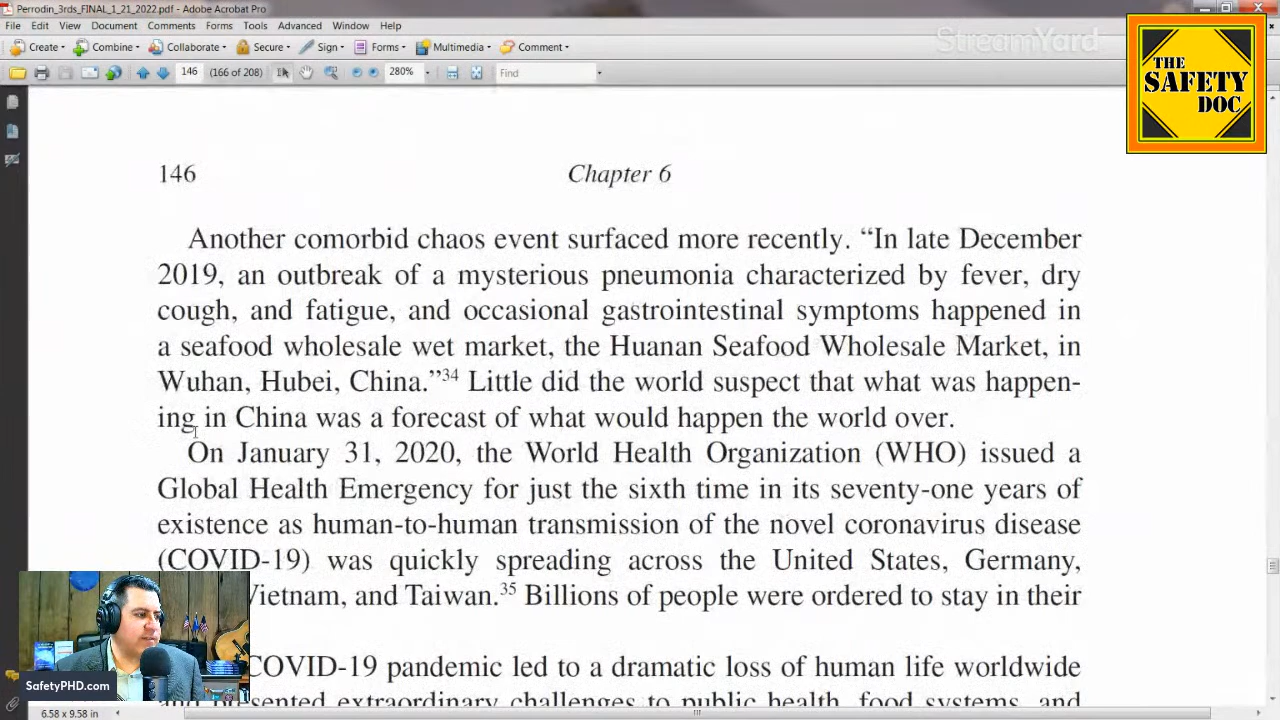 Perrodin_3rds_FINAL_1_21_2022.pdf - Adobe Acrobat Pro
File Edit View Document Comments Forms Tools Advanced Window Help
Create Combine Collaborate Secure Sign Forms Multimedia Comment
146 (166 of 208) 280% Find
StreamYard
THE
SAFETY
DOC
146 Chapter 6
Another comorbid chaos event surfaced more recently. “In late December
2019, an outbreak of a mysterious pneumonia characterized by fever, dry
cough, and fatigue, and occasional gastrointestinal symptoms happened in
a seafood wholesale wet market, the Huanan Seafood Wholesale Market, in
Wuhan, Hubei, China.”34 Little did the world suspect that what was happen-
ing in China was a forecast of what would happen the world over.
On January 31, 2020, the World Health Organization (WHO) issued a
Global Health Emergency for just the sixth time in its seventy-one years of
existence as human-to-human transmission of the novel coronavirus disease
(COVID-19) was quickly spreading across the United States, Germany,
Vietnam, and Taiwan.35 Billions of people were ordered to stay in their
COVID-19 pandemic led to a dramatic loss of human life worldwide
extraordinary challenges to public health, food systems, and
SafetyPHD.com
6.58 x 9.58 in